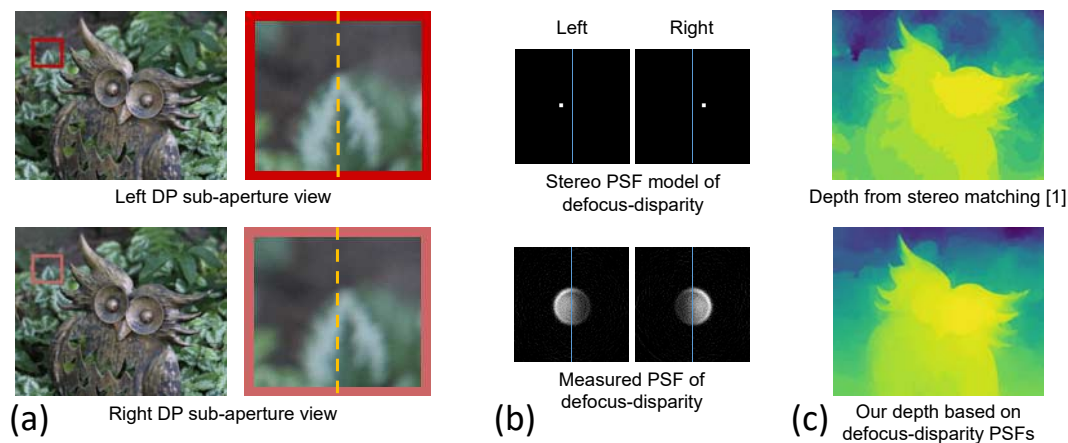 Left DP sub-aperture view
Right DP sub-aperture view
(a)
Left
Right
Stereo PSF model of
defocus-disparity
Measured PSF of
defocus-disparity
(b)
Depth from stereo matching [1]
Our depth based on
defocus-disparity PSFs
(c)